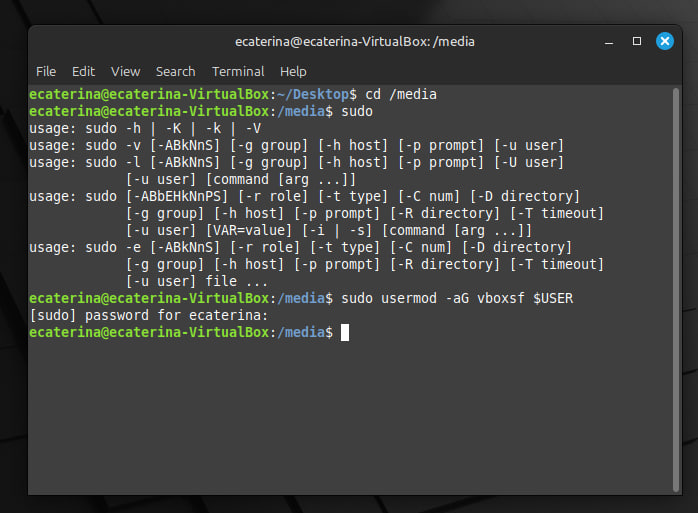 ecaterina@ecaterina-VirtualBox: /media
File Edit View Search Terminal Help
ecaterina@ecaterina-VirtualBox:~/Desktop$ cd /media
ecaterina@ecaterina-VirtualBox:/media$ sudo
usage: sudo -h | -K | -k | -V
usage: sudo -v [-ABkNnS] [-g group] [-h host] [-p prompt] [-u user]
usage: sudo -l [-ABkNnS] [-g group] [-h host] [-p prompt] [-U user]
            [-u user] [command [arg ...]]
usage: sudo [-ABbEHkNnPS] [-r role] [-t type] [-C num] [-D directory]
            [-g group] [-h host] [-p prompt] [-R directory] [-T timeout]
            [-u user] [VAR=value] [-i | -s] [command [arg ...]]
usage: sudo -e [-ABkNnS] [-r role] [-t type] [-C num] [-D directory]
            [-g group] [-h host] [-p prompt] [-R directory] [-T timeout]
            [-u user] file ...
ecaterina@ecaterina-VirtualBox:/media$ sudo usermod -aG vboxsf $USER
[sudo] password for ecaterina:
ecaterina@ecaterina-VirtualBox:/media$